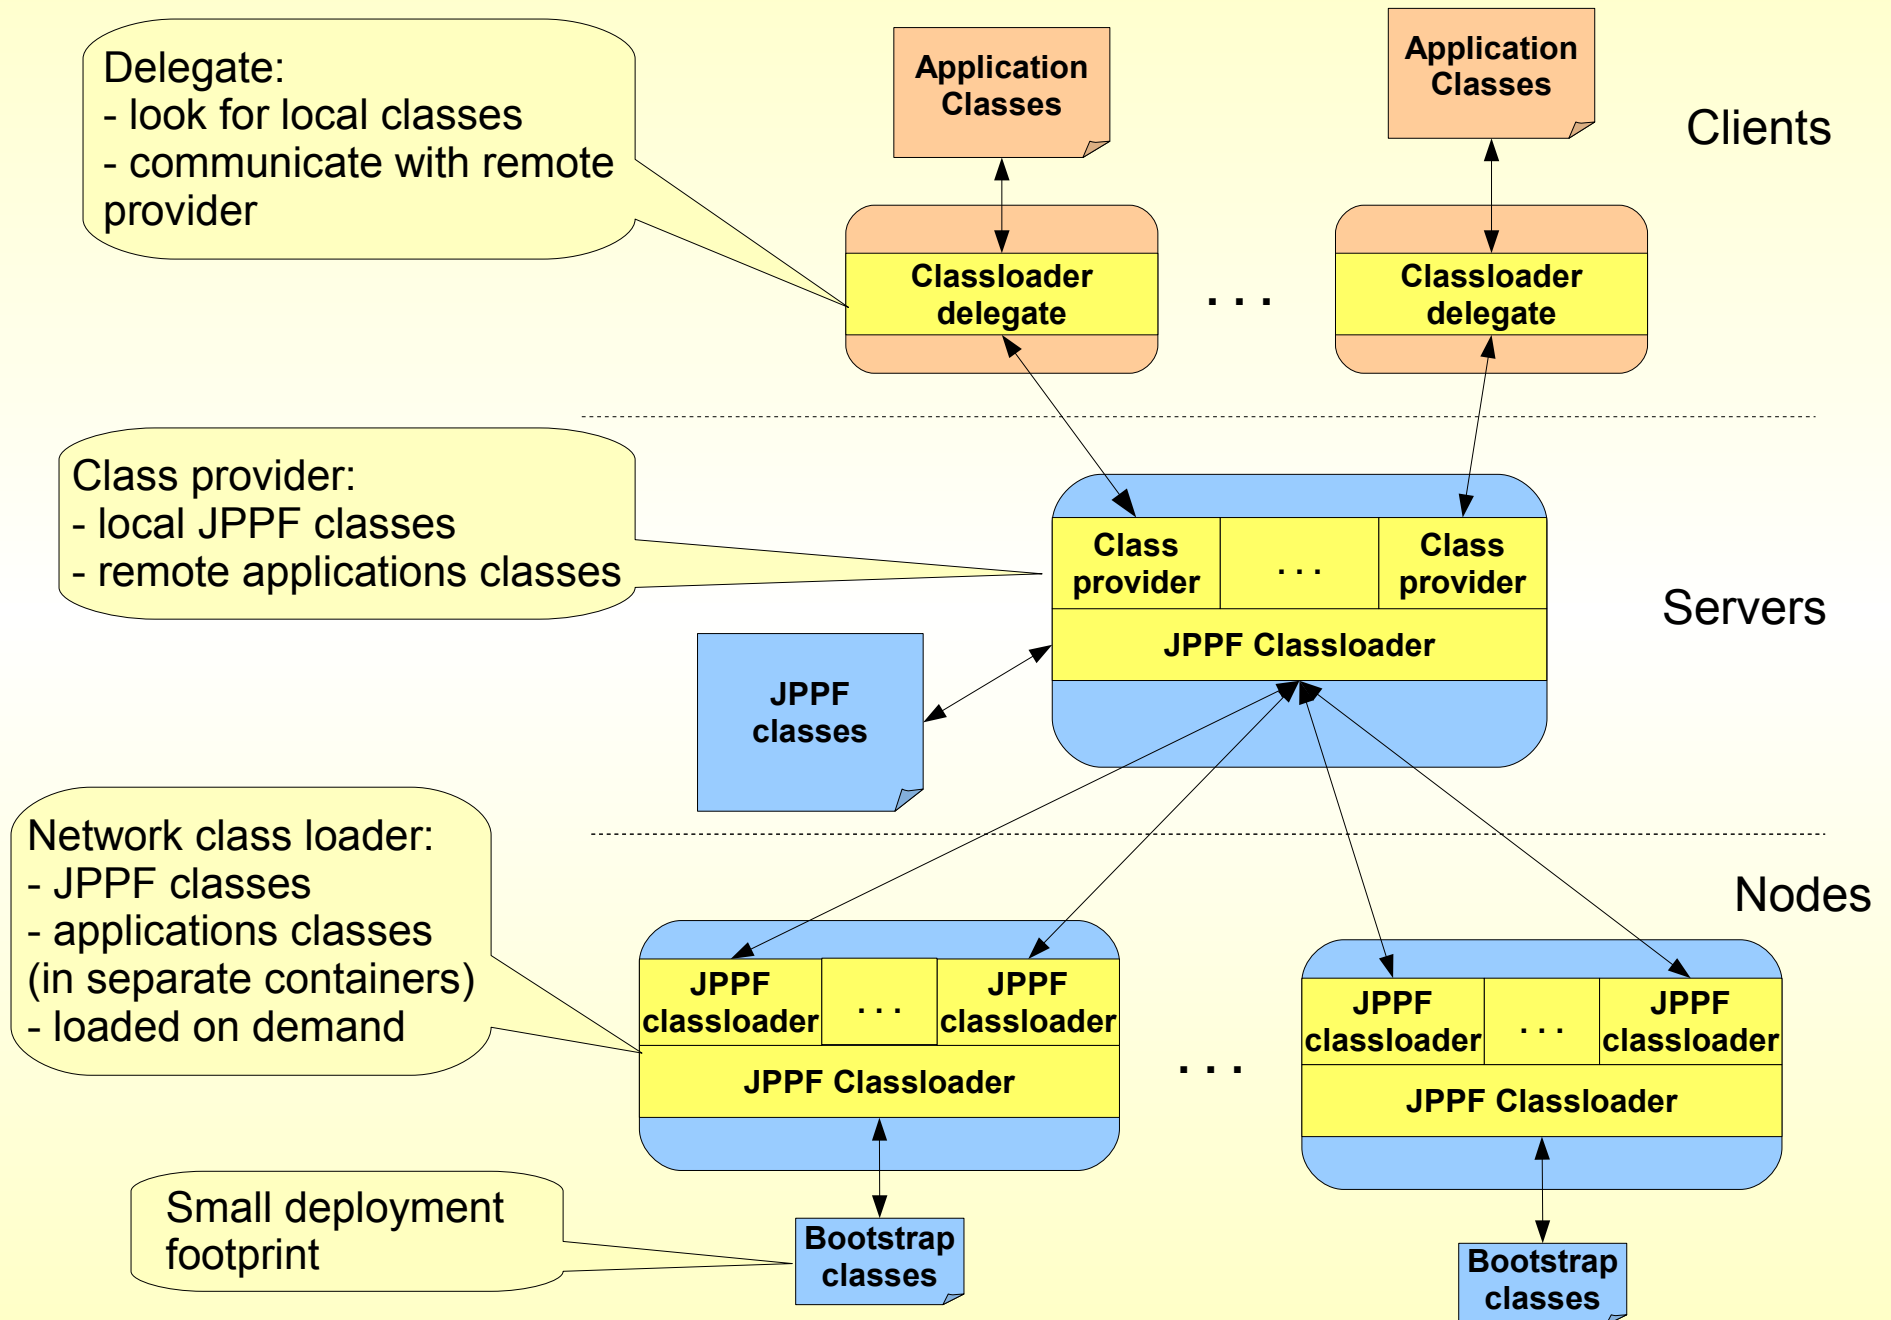 Delegate:
- look for local classes
- communicate with remote
provider
Application
Classes
Application
Classes
Clients
Classloader
delegate
. . .
Classloader
delegate
Class provider:
- local JPPF classes
- remote applications classes
Class
provider
. . .
Class
provider
JPPF Classloader
Servers
JPPF
classes
Network class loader:
- JPPF classes
- applications classes
(in separate containers)
- loaded on demand
Nodes
JPPF
classloader
. . .
JPPF
classloader
JPPF Classloader
. . .
JPPF
classloader
. . .
JPPF
classloader
JPPF Classloader
Small deployment
footprint
Bootstrap
classes
Bootstrap
classes